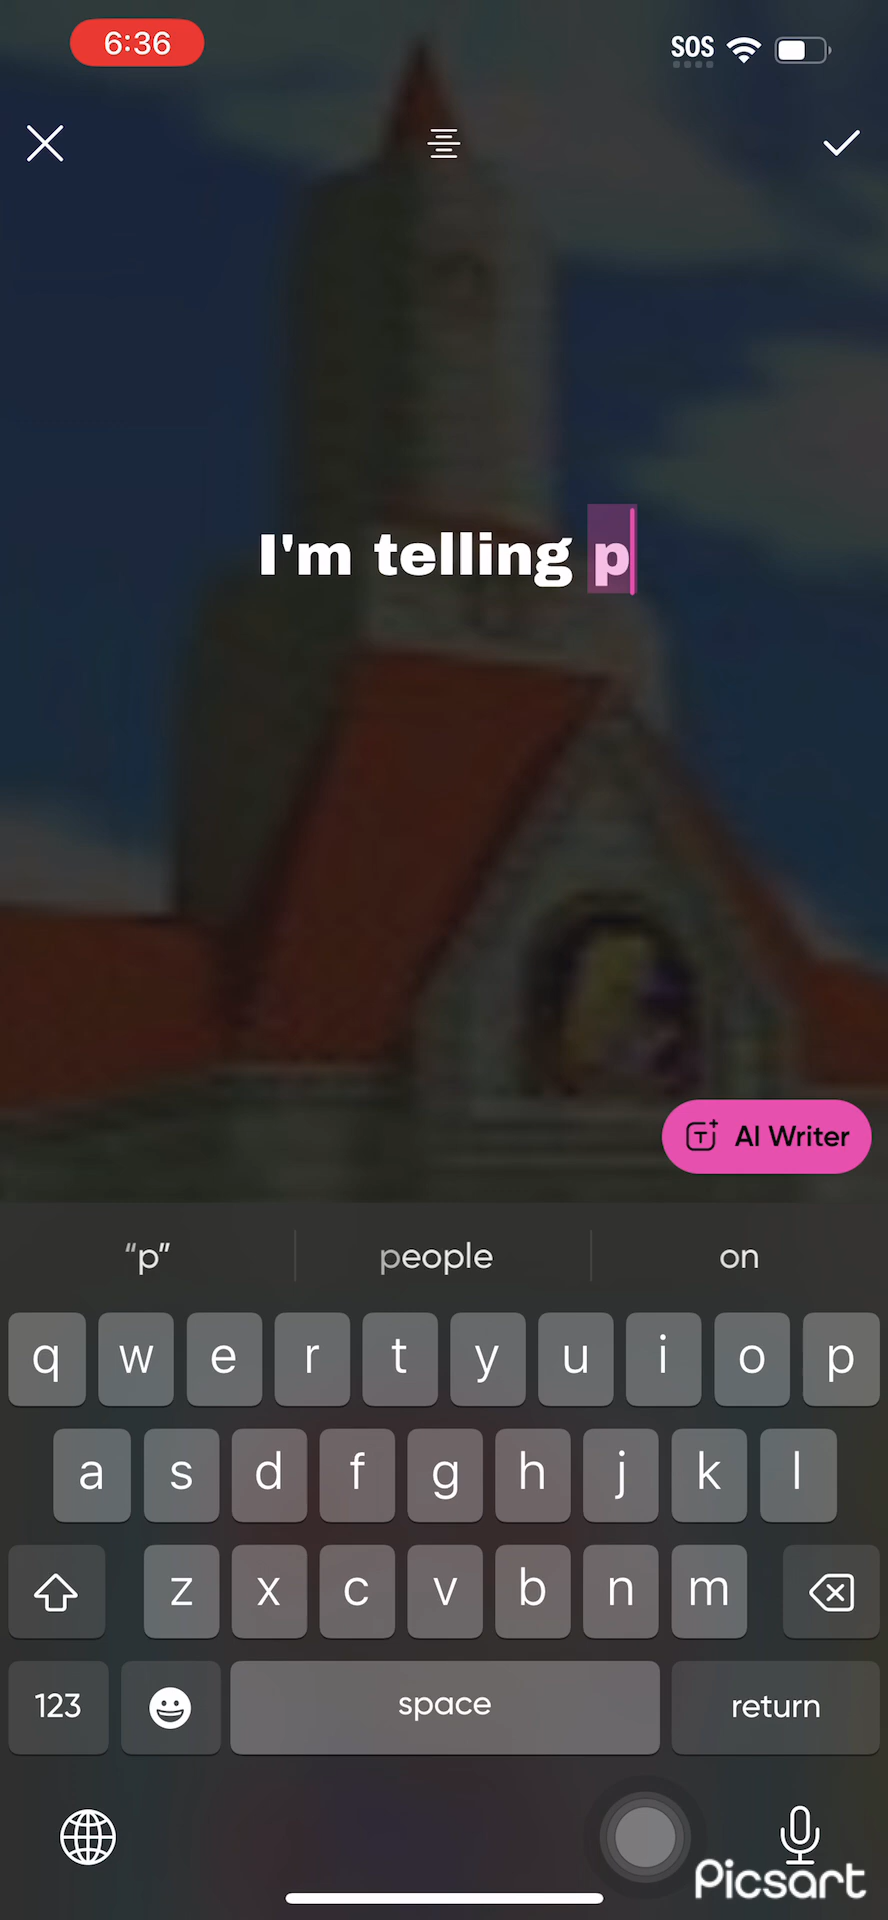 6:36
SOS
I'm telling p
AI Writer
“p” people on
q w e r t y u i o p
a s d f g h j k l
z x c v b n m
123 space return
Picsart